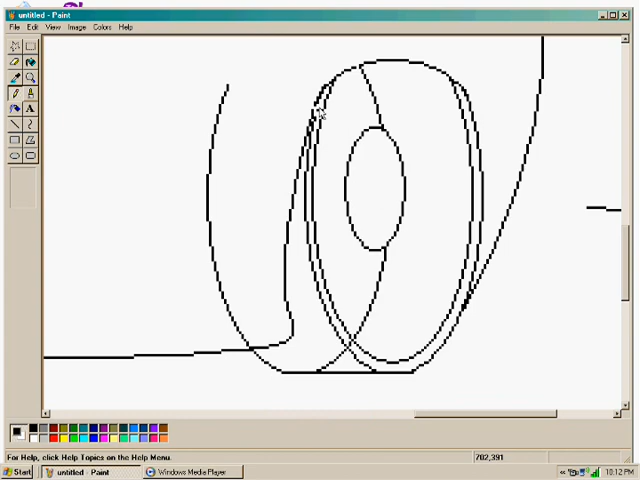 untitled - Paint
File Edit View Image Colors Help
A
For Help, click Help Topics on the Help Menu.
702,391
Start
untitled - Paint
Windows Media Player
10:12 PM